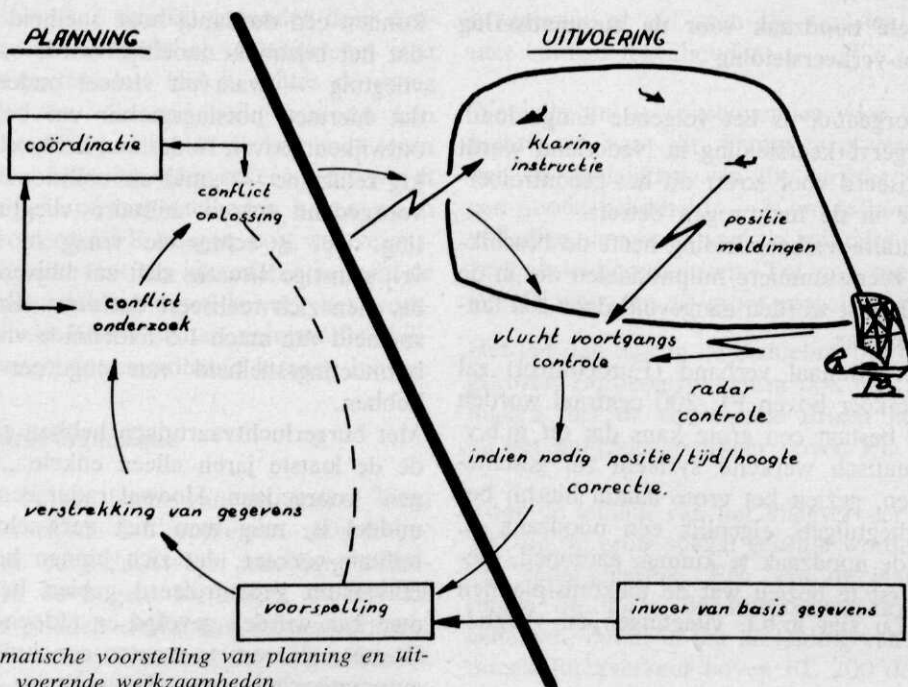 PLANNING
UITVOERING
coördinatie
conflict
oplossing
conflict
onderzoek
verstrekking van gegevens
voorspelling
klaring
instruktie
positie
meldingen
vlucht voortgangs
controle
radar
controle
indien nodig positie/tijd/hoogte
correctie
invoer van basis gegevens
matische voorstelling van planning en uit-
voerende werkzaamheden